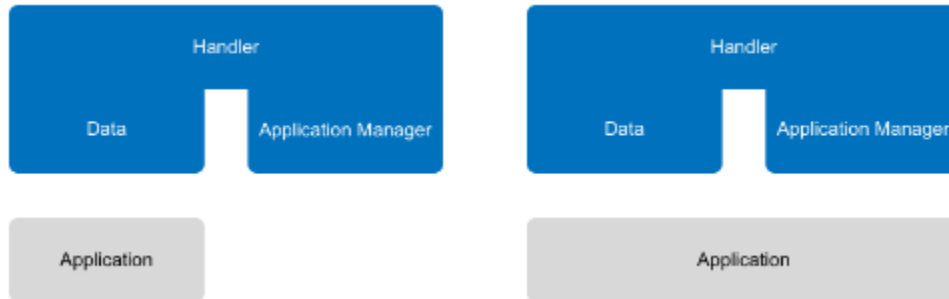 Handler
Data
Application Manager
Application
Handler
Data
Application Manager
Application